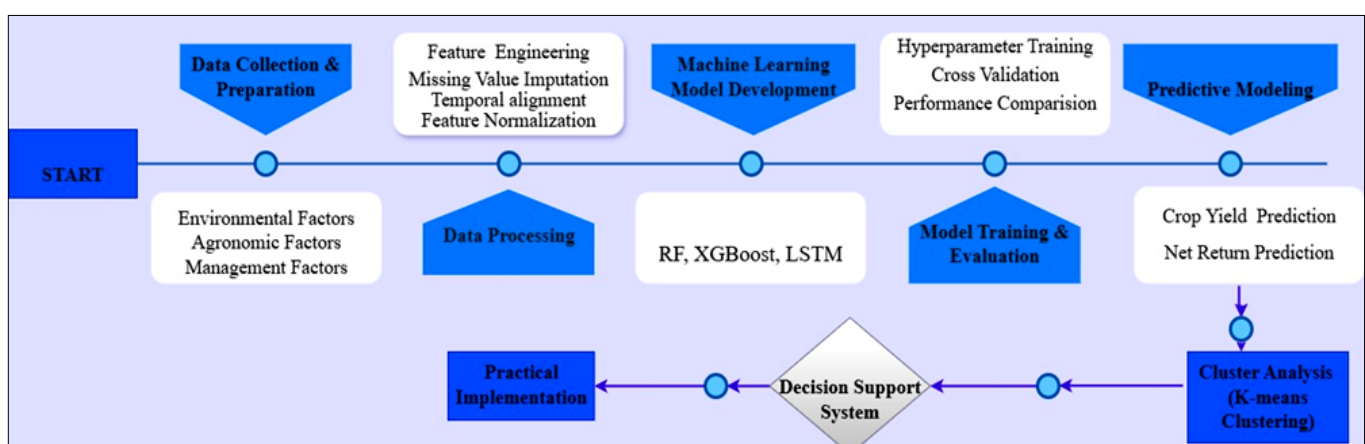 START
Data Collection &
Preparation
Environmental Factors
Agronomic Factors
Management Factors
Feature Engineering
Missing Value Imputation
Temporal alignment
Feature Normalization
Data Processing
Machine Learning
Model Development
RF, XGBoost, LSTM
Hyperparameter Training
Cross Validation
Performance Comparision
Model Training &
Evaluation
Predictive Modeling
Crop Yield Prediction
Net Return Prediction
Cluster Analysis
(K-means
Clustering)
Decision Support
System
Practical
Implementation